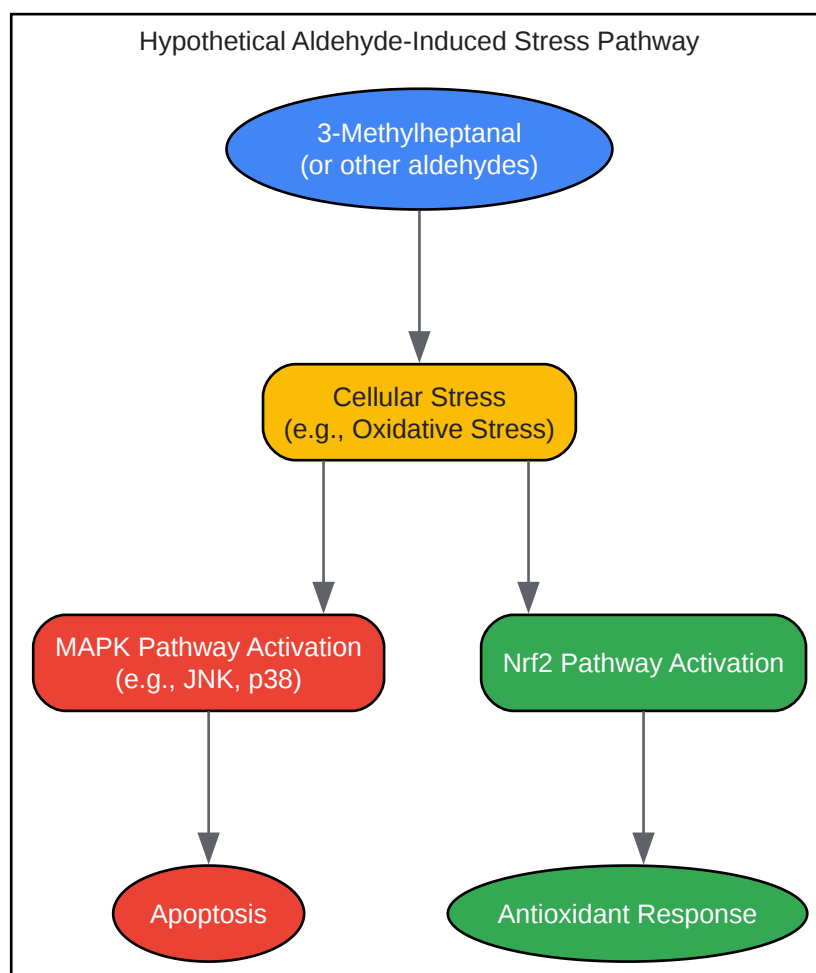 Hypothetical Aldehyde-Induced Stress Pathway
3-Methylheptanal
(or other aldehydes)
Cellular Stress
(e.g., Oxidative Stress)
MAPK Pathway Activation
(e.g., JNK, p38)
Nrf2 Pathway Activation
Apoptosis
Antioxidant Response